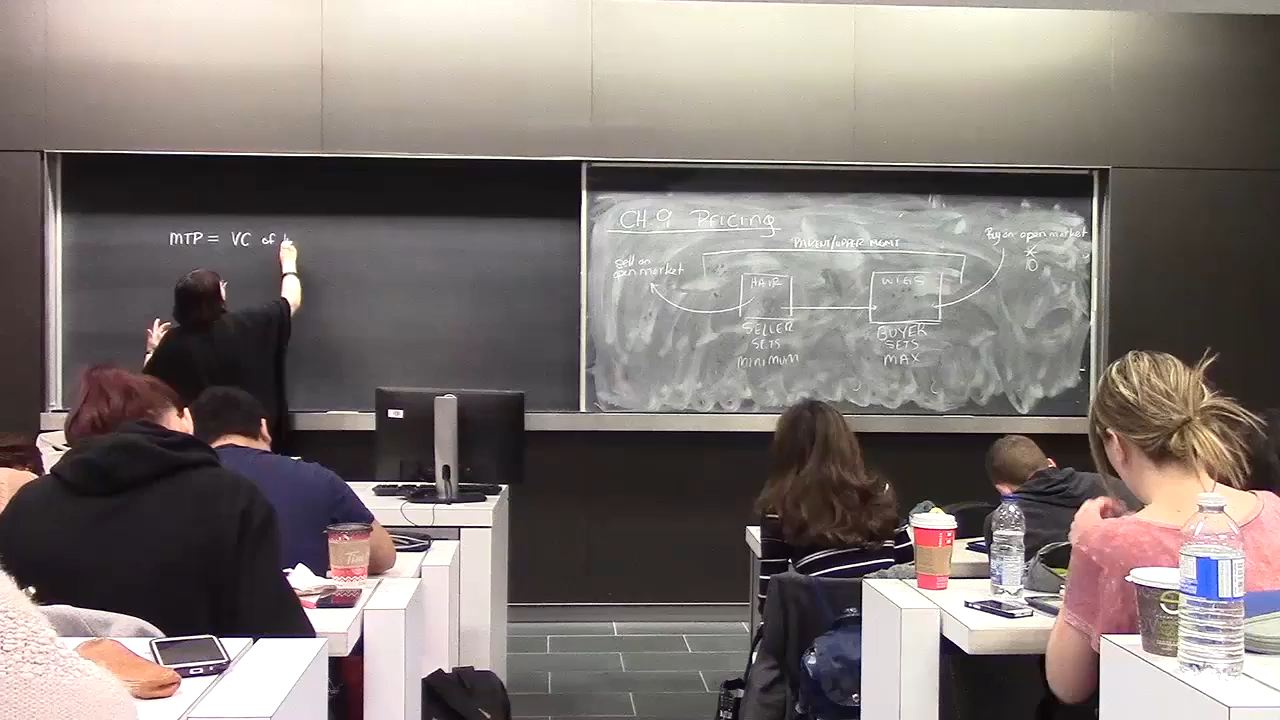 MTP = VC of
CH.9 Pricing
PARENT/UPPER MGMT
Buy on open market
Sell on
open market
HAIR
WIGS
SELLER
SETS
MINIMUM
BUYER
SETS
MAX
Tim